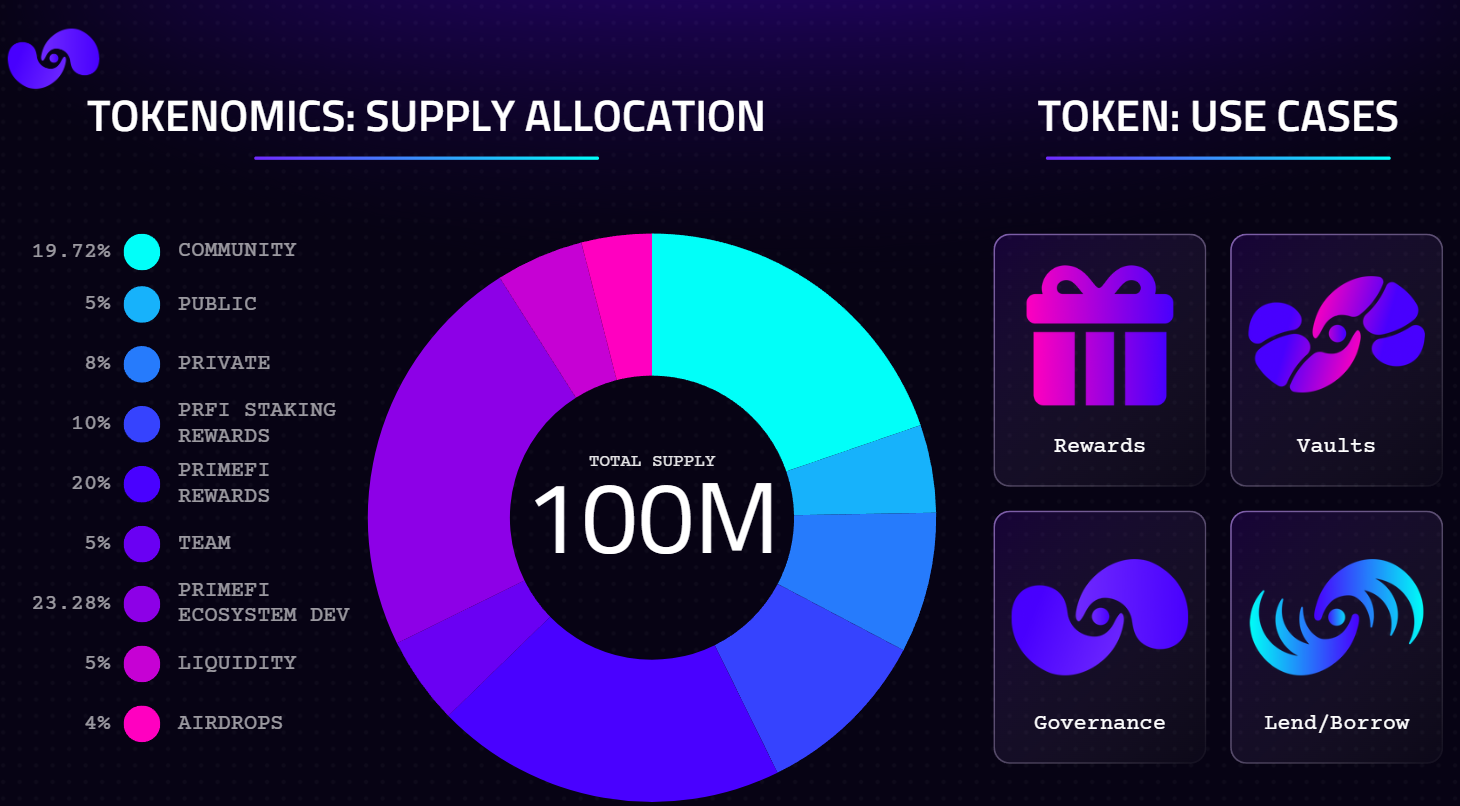 TOKENOMICS: SUPPLY ALLOCATION
19.72% COMMUNITY
5% PUBLIC
8% PRIVATE
10% PRFI STAKING
REWARDS
20% PRIMEFI
REWARDS
5% TEAM
23.28% PRIMEFI
ECOSYSTEM DEV
5% LIQUIDITY
4% AIRDROPS
TOTAL SUPPLY
100M
TOKEN: USE CASES
Rewards
Vaults
Governance
Lend/Borrow